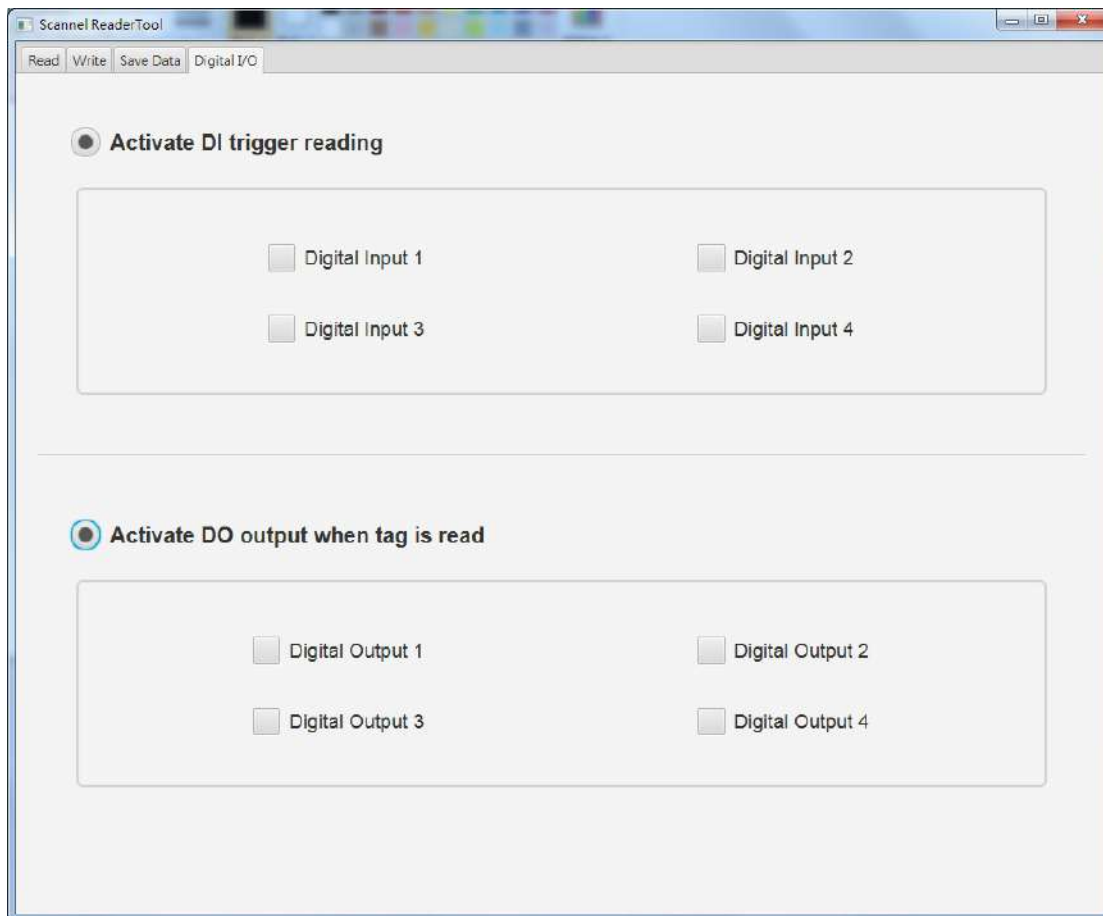 Scannel ReaderTool
Read Write Save Data Digital I/O
Activate DI trigger reading
Digital Input 1 Digital Input 2
Digital Input 3 Digital Input 4
Activate DO output when tag is read
Digital Output 1 Digital Output 2
Digital Output 3 Digital Output 4